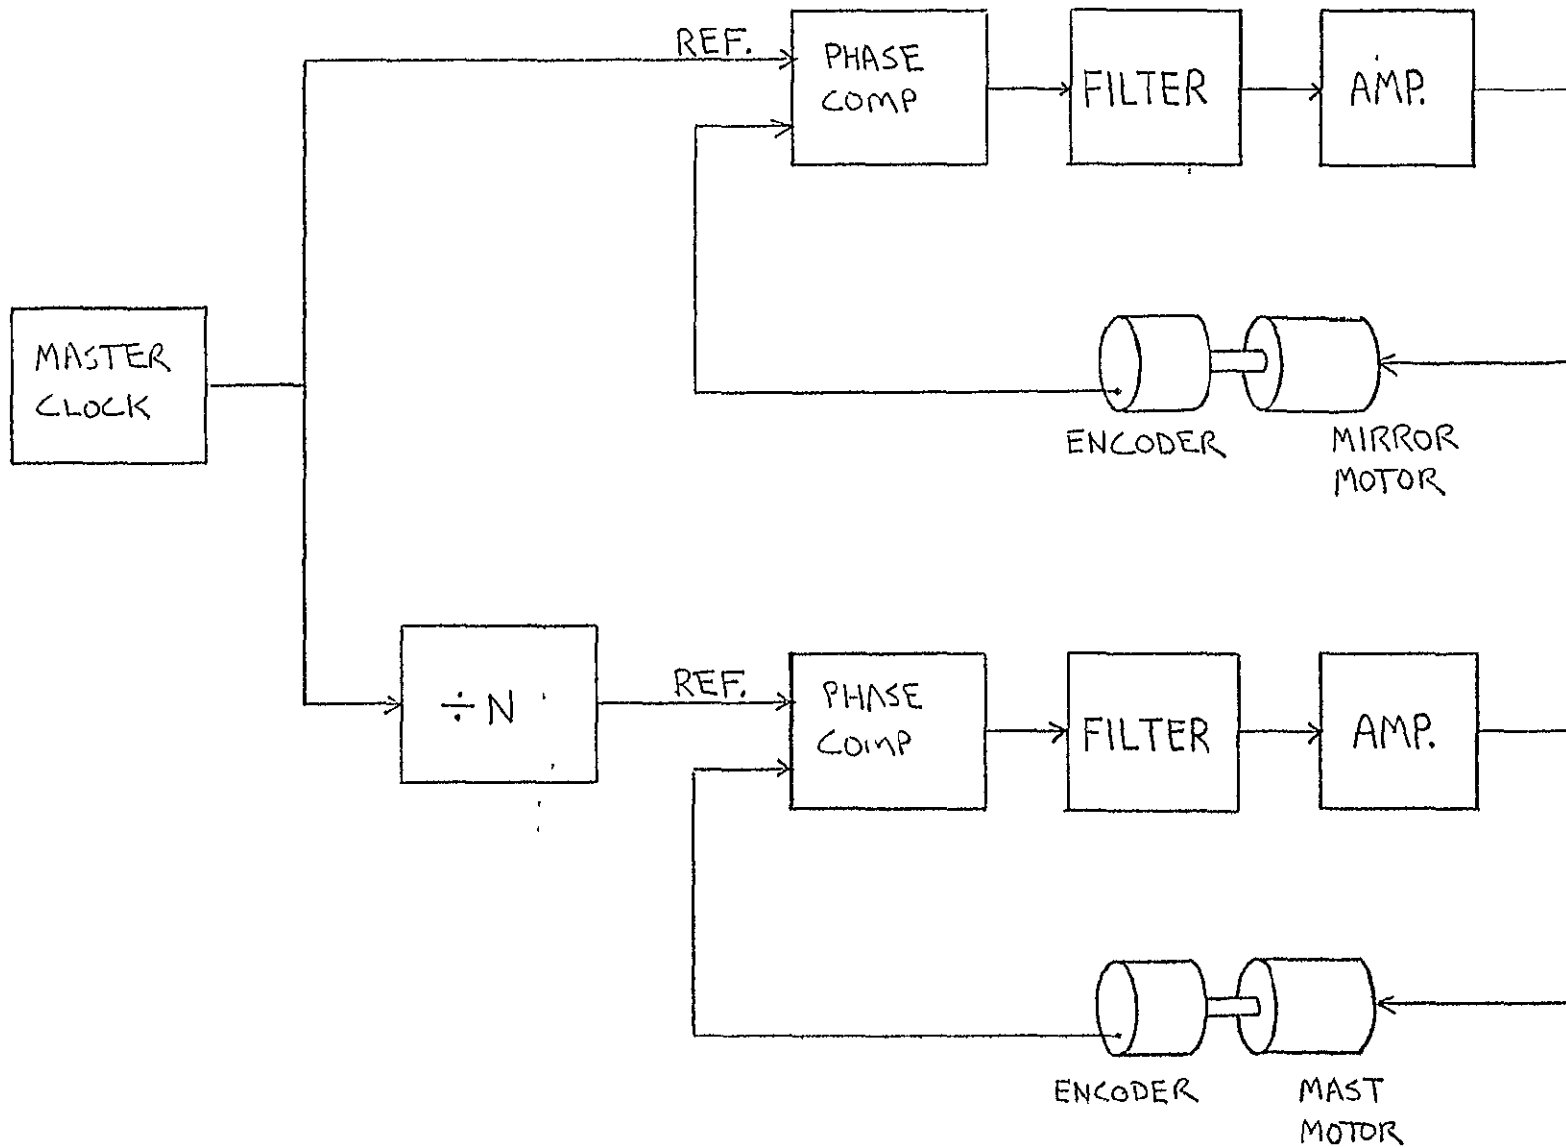 REF.
PHASE
COMP
FILTER
AMP.
MASTER
CLOCK
ENCODER
MIRROR
MOTOR
÷N
REF.
PHASE
COMP
FILTER
AMP.
ENCODER
MAST
MOTOR